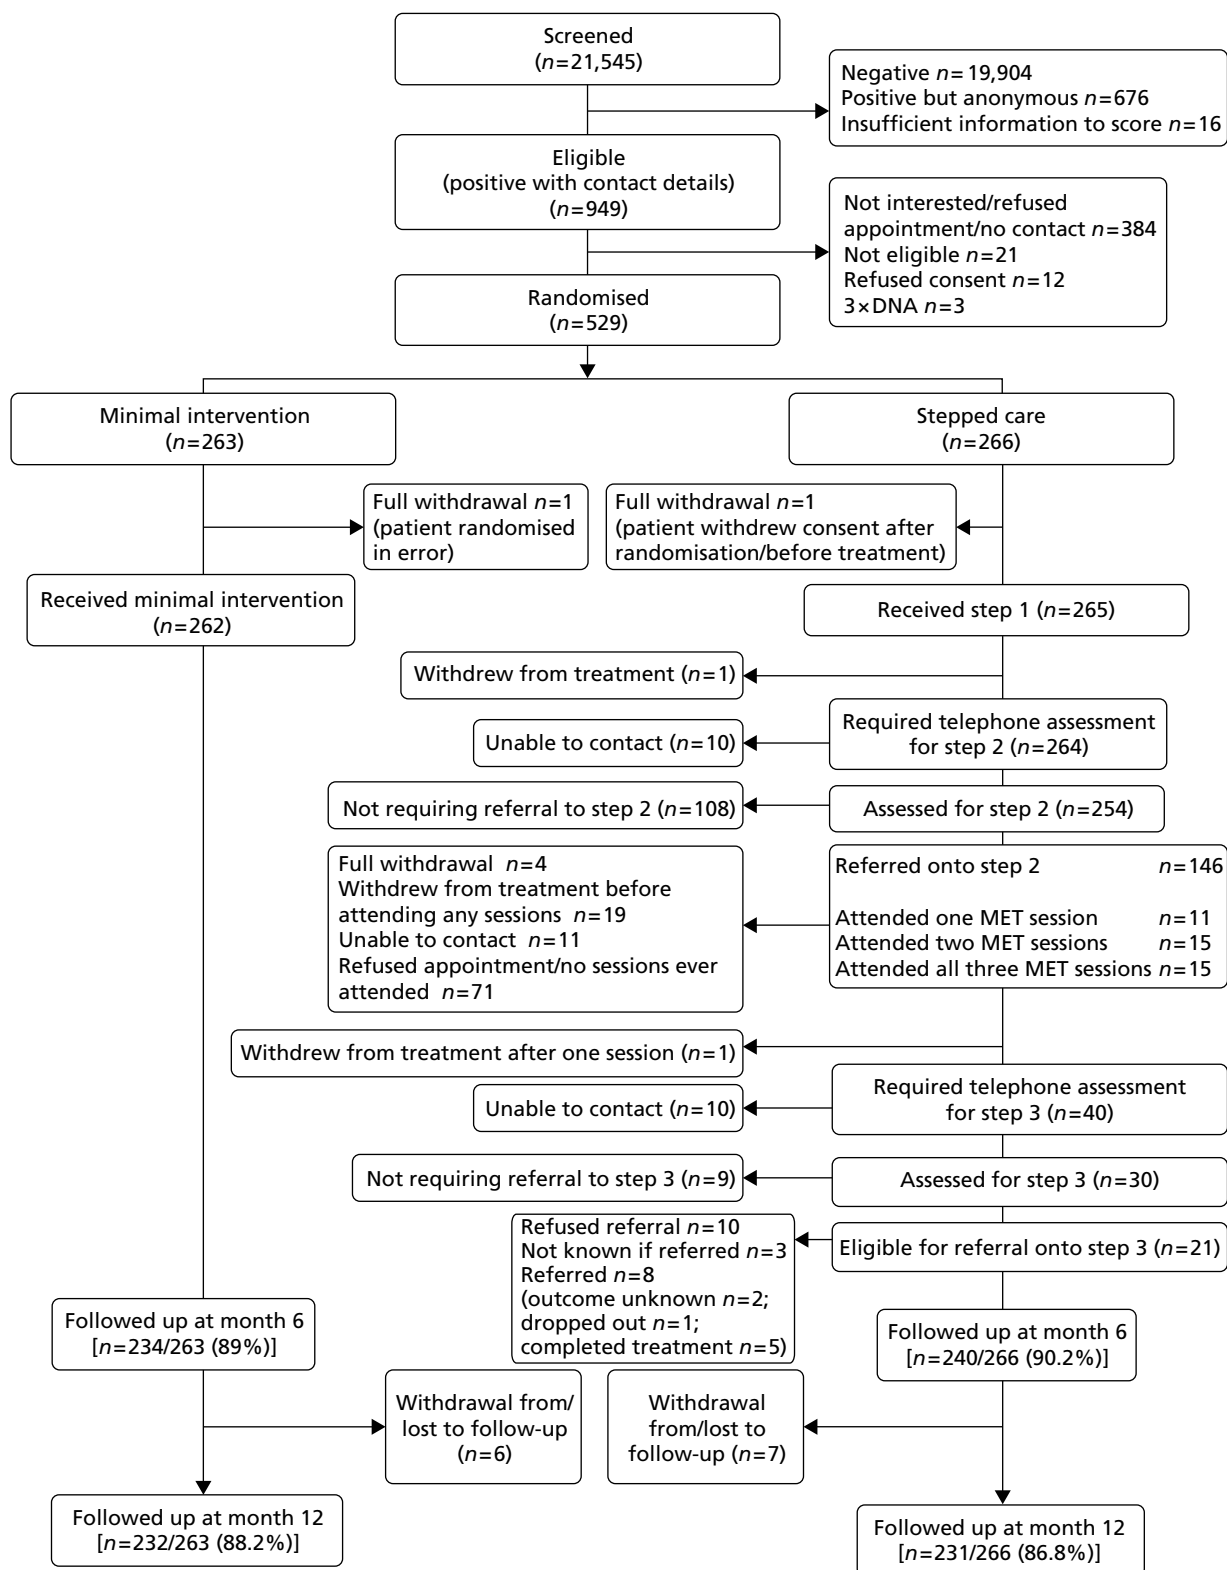 Screened
(n=21,545)
Negative n=19,904
Positive but anonymous n=676
Insufficient information to score n=16
Eligible
(positive with contact details)
(n=949)
Not interested/refused
appointment/no contact n=384
Not eligible n=21
Refused consent n=12
3×DNA n=3
Randomised
(n=529)
Minimal intervention
(n=263)
Stepped care
(n=266)
Full withdrawal n=1
(patient randomised
in error)
Full withdrawal n=1
(patient withdrew consent after
randomisation/before treatment)
Received minimal intervention
(n=262)
Received step 1 (n=265)
Withdrew from treatment (n=1)
Required telephone assessment
for step 2 (n=264)
Unable to contact (n=10)
Not requiring referral to step 2 (n=108)
Assessed for step 2 (n=254)
Full withdrawal n=4
Withdrew from treatment before
attending any sessions n=19
Unable to contact n=11
Refused appointment/no sessions ever
attended n=71
Referred onto step 2 n=146
Attended one MET session n=11
Attended two MET sessions n=15
Attended all three MET sessions n=15
Withdrew from treatment after one session (n=1)
Required telephone assessment
for step 3 (n=40)
Unable to contact (n=10)
Not requiring referral to step 3 (n=9)
Assessed for step 3 (n=30)
Refused referral n=10
Not known if referred n=3
Referred n=8
(outcome unknown n=2;
dropped out n=1;
completed treatment n=5)
Eligible for referral onto step 3 (n=21)
Followed up at month 6
[n=234/263 (89%)]
Followed up at month 6
[n=240/266 (90.2%)]
Withdrawal from/
lost to follow-up
(n=6)
Withdrawal
from/lost to
follow-up (n=7)
Followed up at month 12
[n=232/263 (88.2%)]
Followed up at month 12
[n=231/266 (86.8%)]